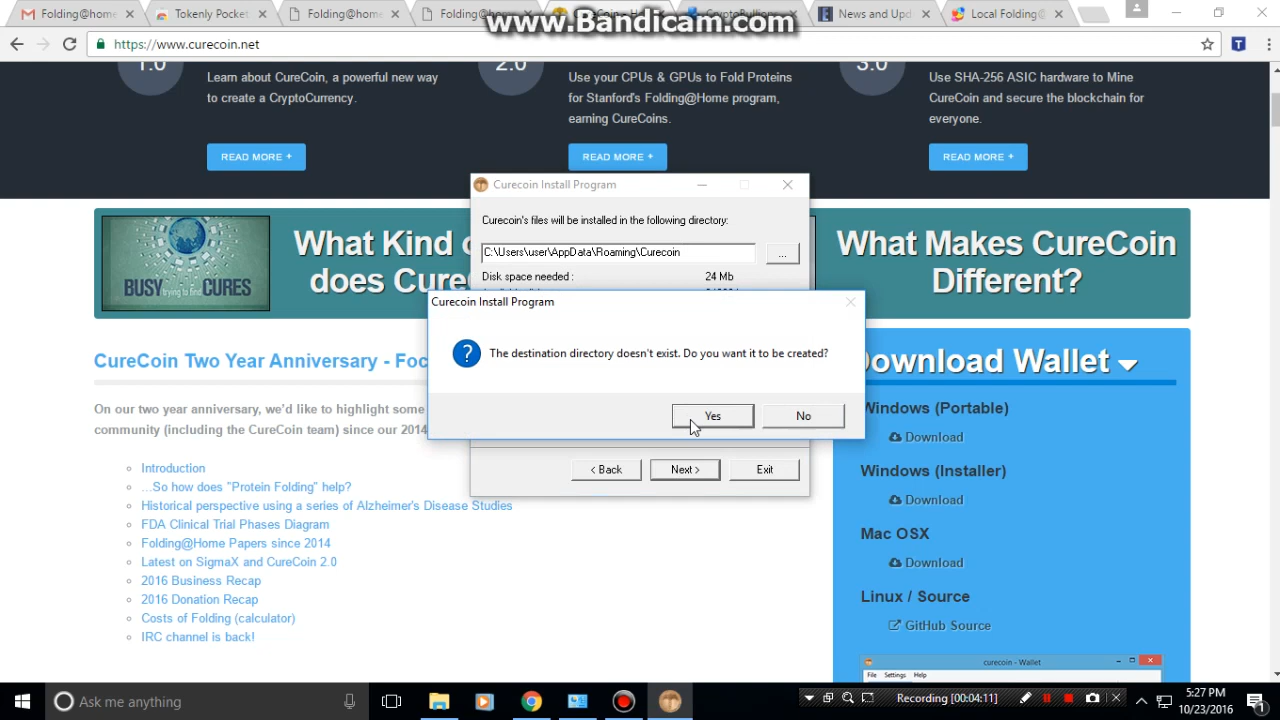 Folding@home
Tokenly Pocket
Folding@home
Folding@home
News and Upd
Local Folding@
www.Bandicam.com
https://www.curecoin.net
1.0
2.0
3.0
Learn about CureCoin, a powerful new way
to create a CryptoCurrency.
READ MORE +
Use your CPUs & GPUs to Fold Proteins
for Stanford's Folding@Home program,
earning CureCoins.
READ MORE +
Use SHA-256 ASIC hardware to Mine
CureCoin and secure the blockchain for
everyone.
READ MORE +
Curecoin Install Program
Curecoin's files will be installed in the following directory:
C:\Users\user\AppData\Roaming\Curecoin
...
Disk space needed :
24 Mb
Curecoin Install Program
The destination directory doesn't exist. Do you want it to be created?
Yes
No
< Back
Next >
Exit
BUSY trying to find CURES
What Kind
does Cure
What Makes CureCoin
Different?
CureCoin Two Year Anniversary - Foc
On our two year anniversary, we'd like to highlight some
community (including the CureCoin team) since our 2014
Introduction
...So how does "Protein Folding" help?
Historical perspective using a series of Alzheimer's Disease Studies
FDA Clinical Trial Phases Diagram
Folding@Home Papers since 2014
Latest on SigmaX and CureCoin 2.0
2016 Business Recap
2016 Donation Recap
Costs of Folding (calculator)
IRC channel is back!
Download Wallet
Windows (Portable)
Download
Windows (Installer)
Download
Mac OSX
Download
Linux / Source
GitHub Source
curecoin - Wallet
File Settings Help
Ask me anything
Recording [00:04:11]
5:27 PM
10/23/2016
1